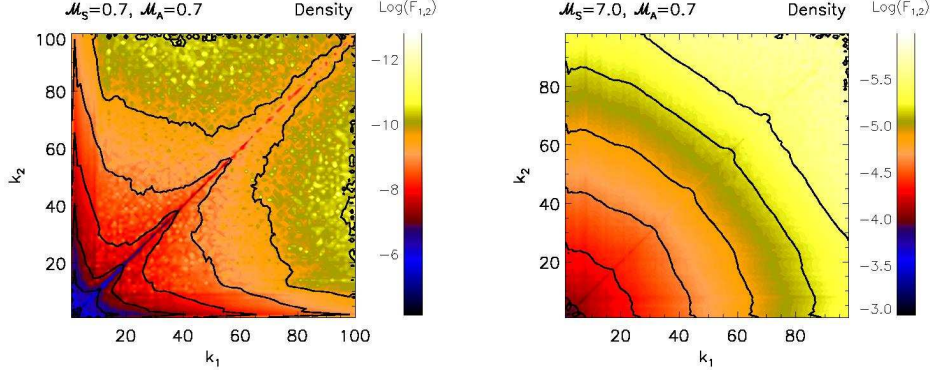 𝓜S=0.7, 𝓜A=0.7 Density Log(F1,2)
100
80
60
40
20
k2
20 40 60 80 100
k1
−12
−10
−8
−6
𝓜S=7.0, 𝓜A=0.7 Density Log(F1,2)
80
60
40
20
k2
20 40 60 80
k1
−5.5
−5.0
−4.5
−4.0
−4.5
−3.5
−3.0